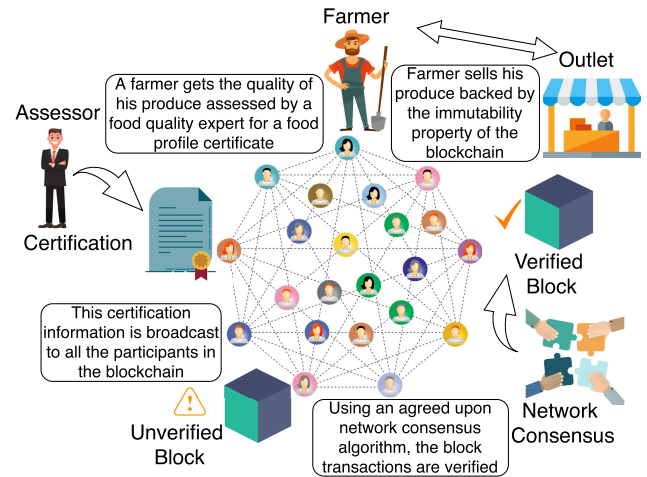 Farmer
Outlet
A farmer gets the quality of
his produce assessed by a
food quality expert for a food
profile certificate
Farmer sells his
produce backed by
the immutability
property of the
blockchain
Assessor
Certification
Verified
Block
This certification
information is broadcast
to all the participants in
the blockchain
Unverified
Block
Using an agreed upon
network consensus
algorithm, the block
transactions are verified
Network
Consensus